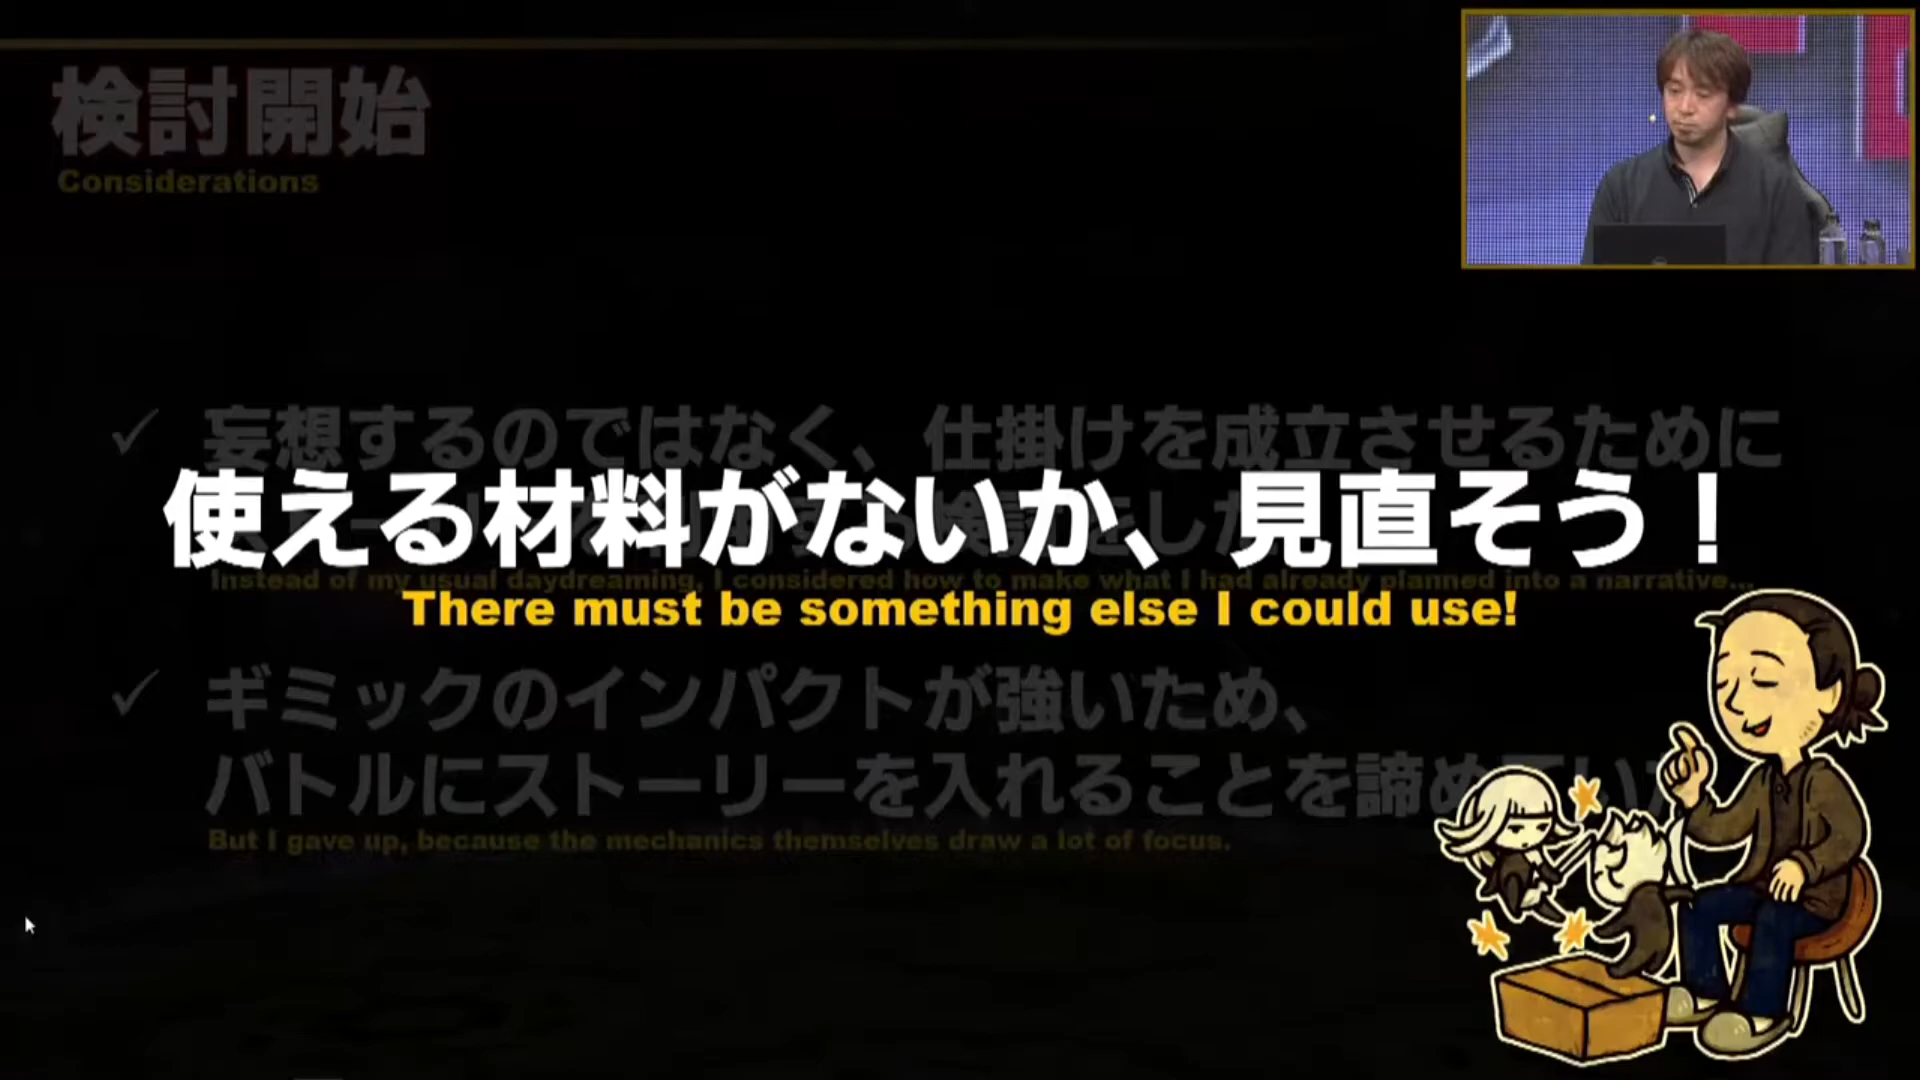 検討開始
Considerations
✓ 妄想するのではなく、仕掛けを成立させるために
使える材料がないか、見直そう！
Instead of my usual daydreaming, I considered how to make what I had already planned into a narrative...
There must be something else I could use!
✓ ギミックのインパクトが強いため、
バトルにストーリーを入れることを諦めてい
But I gave up, because the mechanics themselves draw a lot of focus.